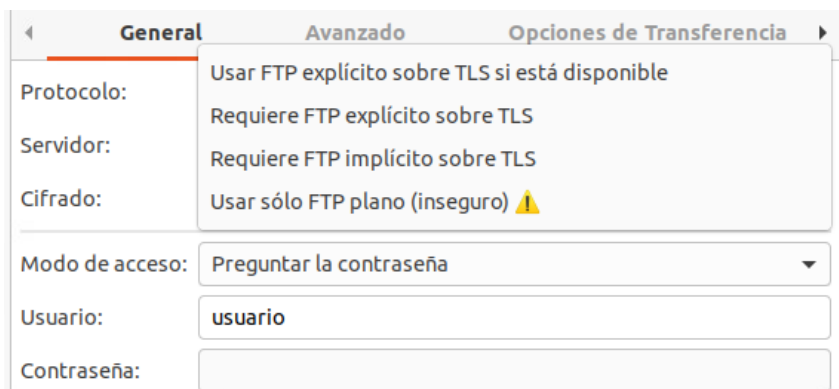 General Avanzado Opciones de Transferencia
Usar FTP explícito sobre TLS si está disponible
Protocolo:
Requiere FTP explícito sobre TLS
Servidor:
Requiere FTP implícito sobre TLS
Cifrado:
Usar sólo FTP plano (inseguro)
Modo de acceso: Preguntar la contraseña
Usuario: usuario
Contraseña: